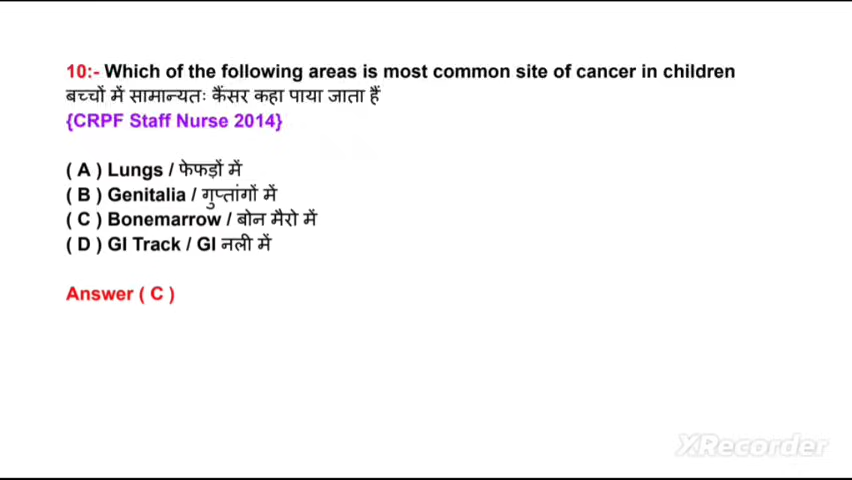 10:- Which of the following areas is most common site of cancer in children
बच्चों में सामान्यतः कैंसर कहा पाया जाता हैं
{CRPF Staff Nurse 2014}
( A ) Lungs / फेफड़ों में
( B ) Genitalia / गुप्तांगों में
( C ) Bonemarrow / बोन मैरो में
( D ) GI Track / GI नली में
Answer ( C )
XRecorder